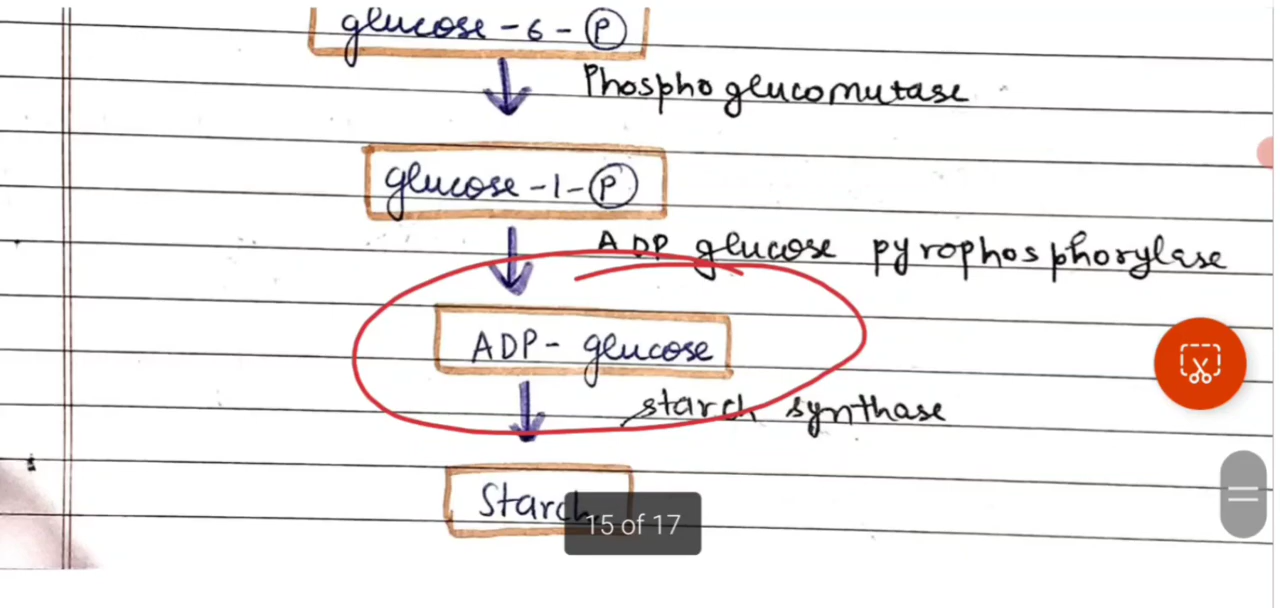 glucose-6-P
Phosphoglucomutase
glucose-1-P
ADP glucose pyrophosphorylase
ADP-glucose
starch synthase
Starch
15 of 17